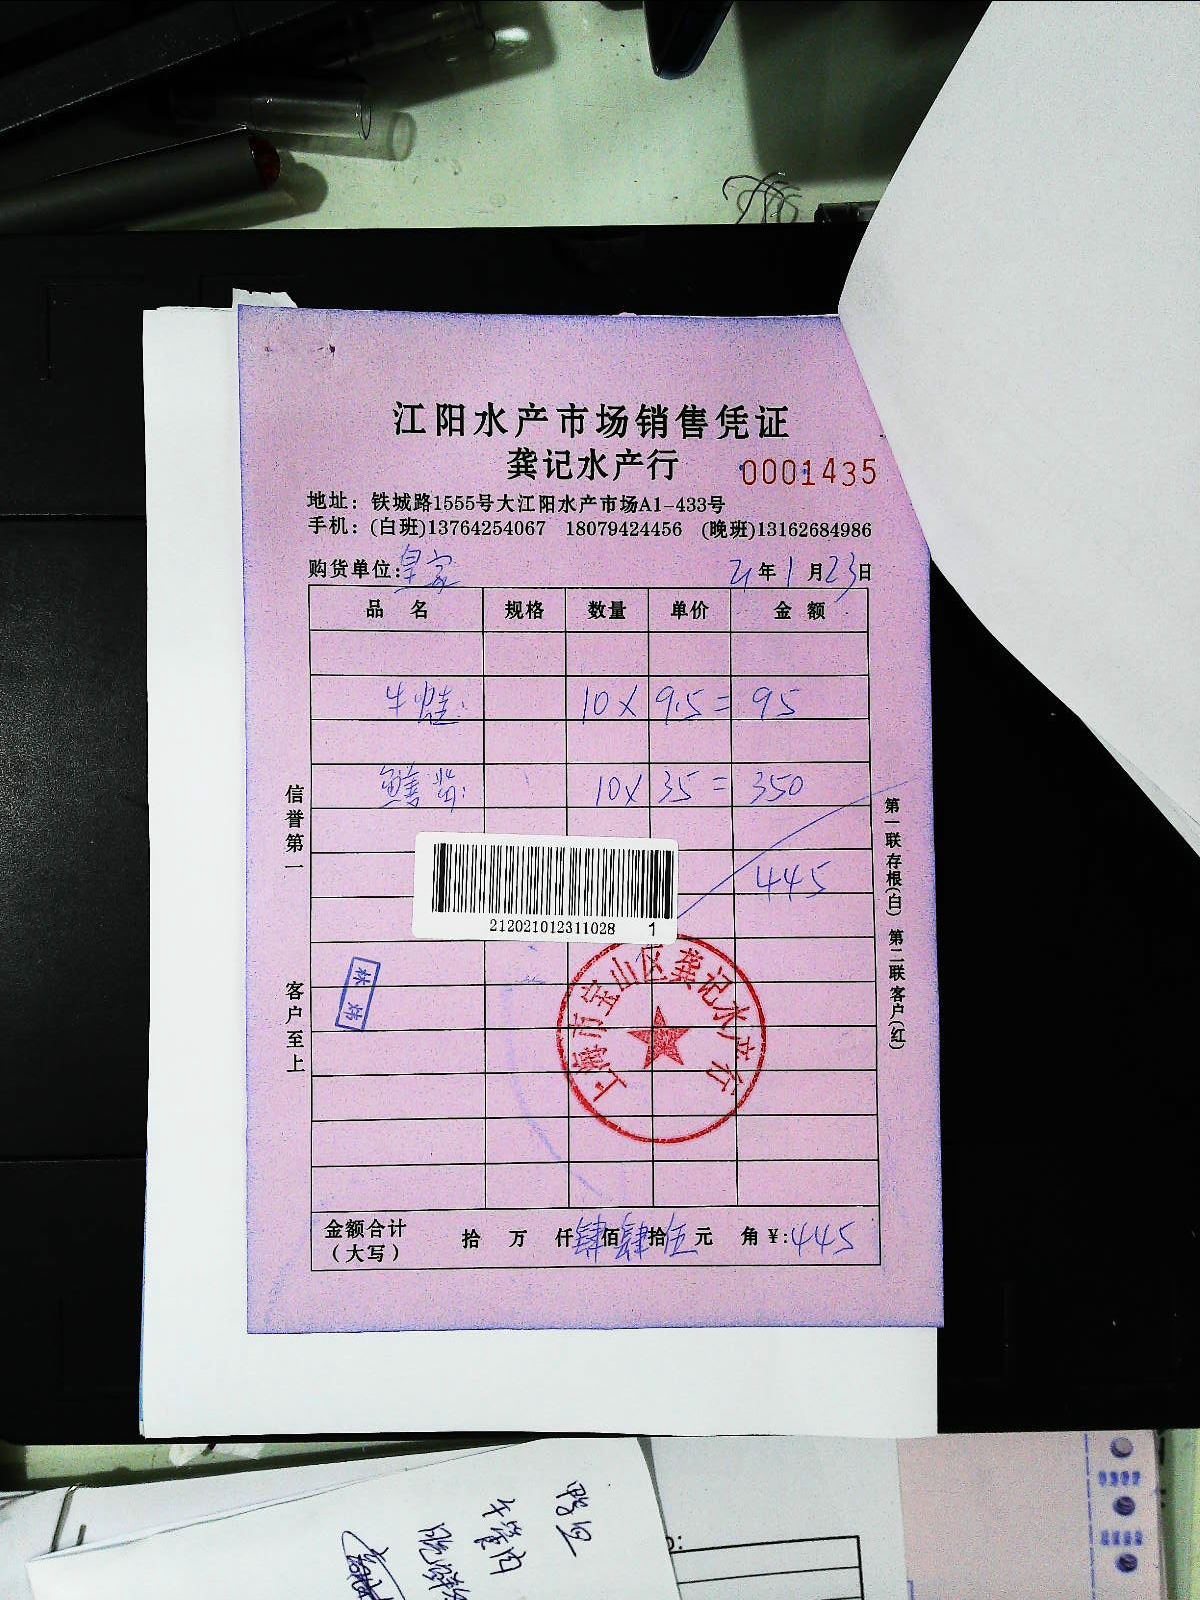 江阳水产市场销售凭证
龚记水产行 0001435
地址：铁城路1555号大江阳水产市场A1-433号
手机：(白班)13764254067 18079424456 (晚班)13162684986
购货单位:皇家 21年1月23日
品 名 规格 数量 单价 金 额
牛蛙: 10 X 9.5 = 95
10 X 35 = 350
445
212021012311028 1
上海市宝山区龚记水产行
信誉第一
客户至上
第一联存根(白) 第二联客户(红)
金额合计（大写） 拾 万 仟肆佰肆拾伍元 角 ¥:445